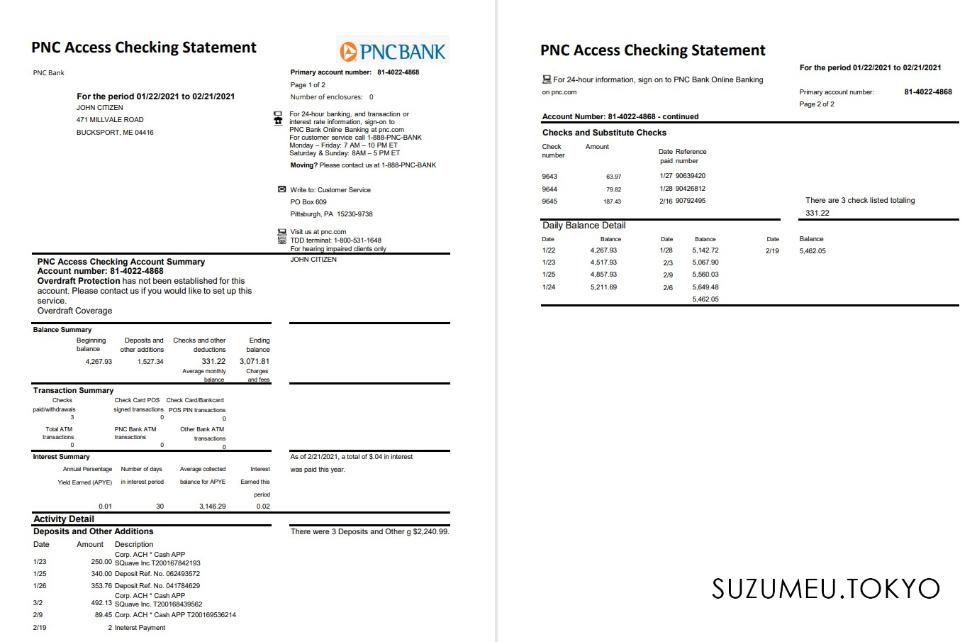 PNC Access Checking Statement
PNCBANK
PNC Bank
Primary account number: 81-4022-4868
Page 1 of 2
Number of enclosures: 0
For the period 01/22/2021 to 02/21/2021
JOHN CITIZEN
471 MILLVALE ROAD
BUCKSPORT, ME 04416
For 24-hour banking, and transaction or
interest rate information, sign-on to
PNC Bank Online Banking at pnc.com
For customer service call 1-888-PNC-BANK
Monday – Friday: 7 AM – 10 PM ET
Saturday & Sunday: 8AM – 5 PM ET
Moving? Please contact us at 1-888-PNC-BANK
Write to: Customer Service
PO Box 609
Pittsburgh, PA 15230-9738
Visit us at pnc.com
TDD terminal: 1-800-531-1648
For hearing impaired clients only
JOHN CITIZEN
PNC Access Checking Account Summary
Account number: 81-4022-4868
Overdraft Protection has not been established for this
account. Please contact us if you would like to set up this
service.
Overdraft Coverage
Balance Summary
Beginning balance Deposits and other additions Checks and other deductions Ending balance
4,267.93 1,527.34 331.22 3,071.81
Average monthly balance Charges and fees
Transaction Summary
Checks paid/withdrawals Check Card POS signed transactions Check Card/Bankcard POS PIN transactions
3 0 0
Total ATM transactions PNC Bank ATM transactions Other Bank ATM transactions
0 0 0
Interest Summary
As of 2/21/2021, a total of $.04 in interest
was paid this year.
Annual Persentage Number of days Average collected Interest
Yield Earned (APYE) in interest period balance for APYE Earned this
period
0.01 30 3,146.29 0.02
Activity Detail
Deposits and Other Additions
There were 3 Deposits and Other g $2,240.99.
Date Amount Description
Corp. ACH * Cash APP
1/23 250.00 SQuave Inc.T200167842193
1/25 340.00 Deposit Ref. No. 062493572
1/26 353.76 Deposit Ref. No. 041784629
Corp. ACH * Cash APP
3/2 492.13 SQuave Inc. T200168439562
2/9 89.45 Corp. ACH * Cash APP T200169536214
2/19 2 Ineterst Payment
PNC Access Checking Statement
For the period 01/22/2021 to 02/21/2021
For 24-hour information, sign on to PNC Bank Online Banking
on pnc.com
Primary account number: 81-4022-4868
Page 2 of 2
Account Number: 81-4022-4868 - continued
Checks and Substitute Checks
Check number Amount Date paid Reference number
9643 63.97 1/27 90639420
9644 79.82 1/28 90426812
9645 187.43 2/16 90792495
There are 3 check listed totaling
331.22
Daily Balance Detail
Date Balance Date Balance Date Balance
1/22 4,267.93 1/28 5,142.72 2/19 5,462.05
1/23 4,517.93 2/3 5,067.90
1/25 4,857.93 2/9 5,560.03
1/24 5,211.69 2/6 5,649.48
5,462.05
SUZUMEU.TOKYO